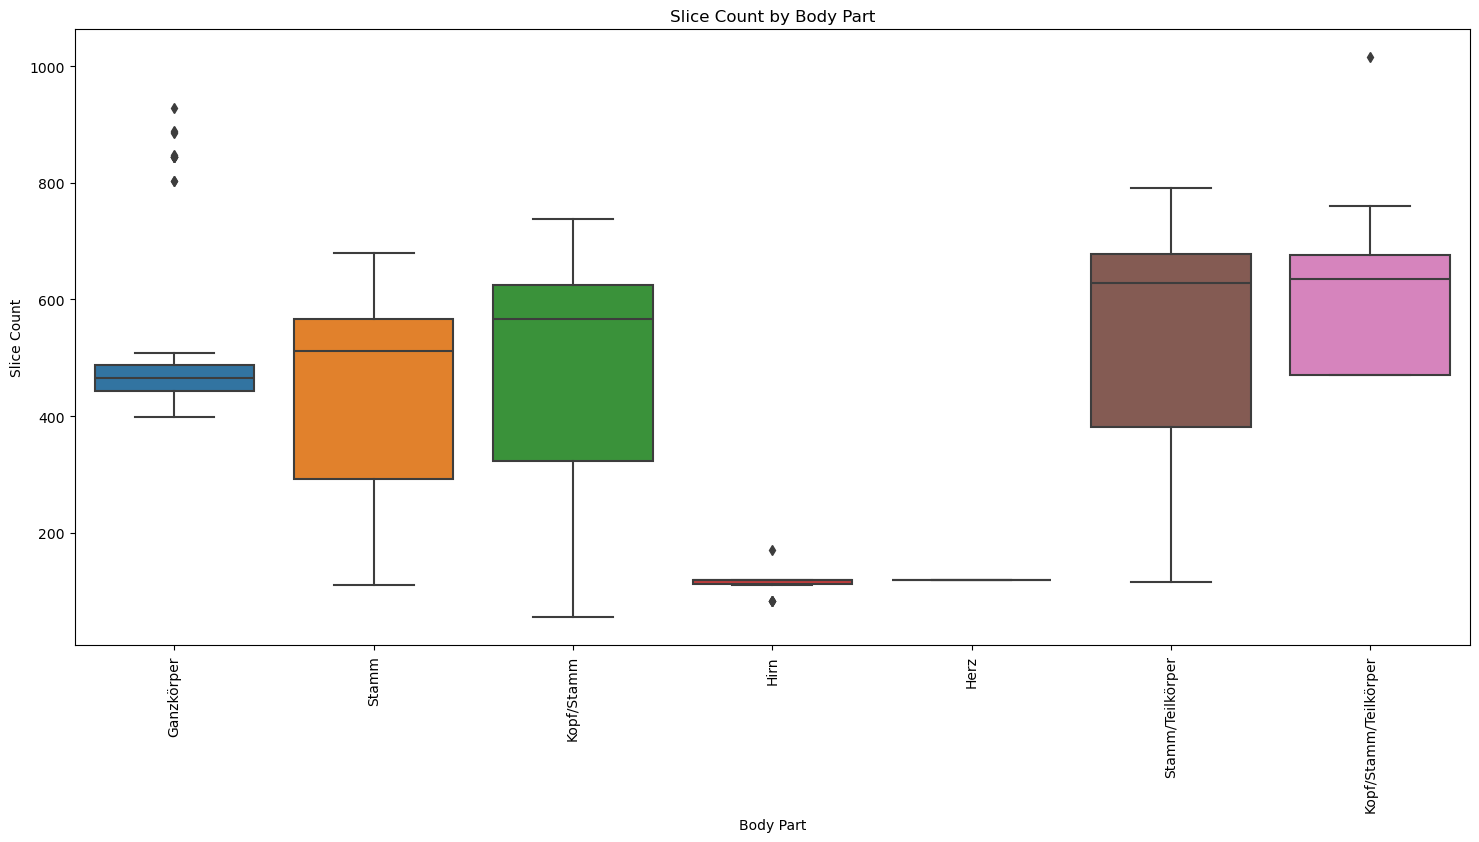 Slice Count by Body Part
1000
800
600
400
200
Slice Count
Ganzkörper
Stamm
Kopf/Stamm
Hirn
Herz
Stamm/Teilkörper
Kopf/Stamm/Teilkörper
Body Part